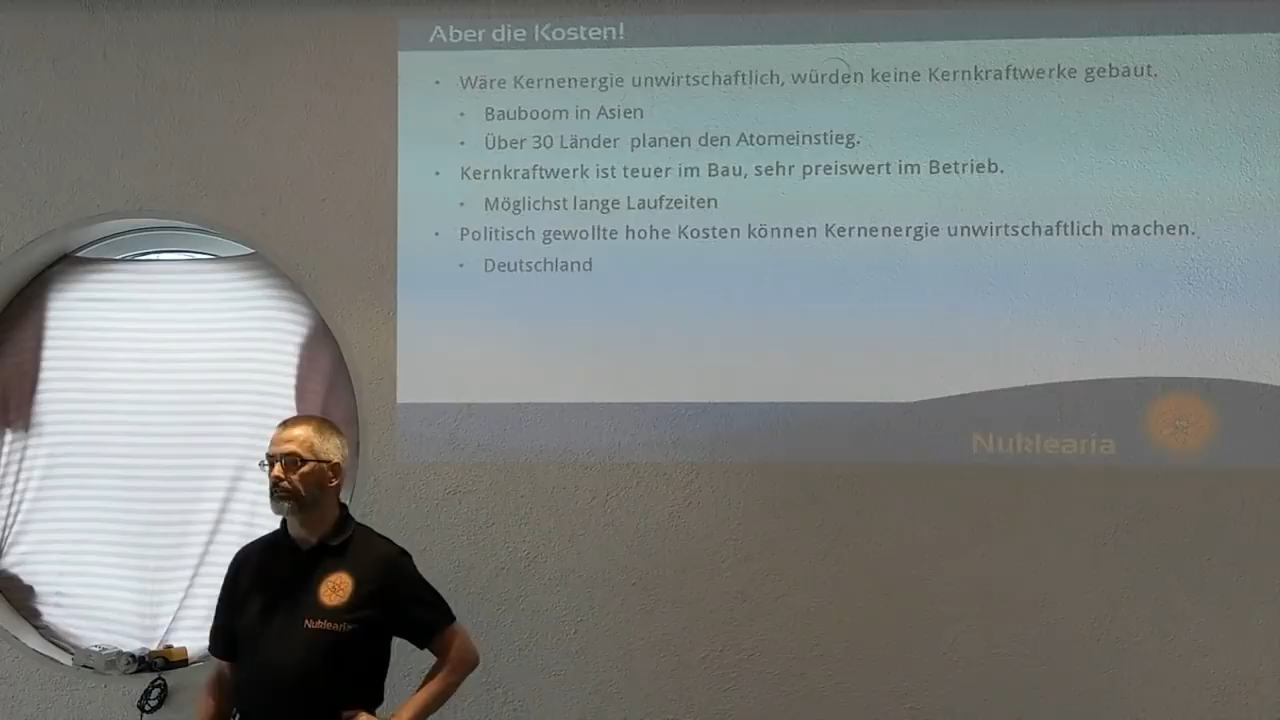 Aber die Kosten!
• Wäre Kernenergie unwirtschaftlich, würden keine Kernkraftwerke gebaut.
• Bauboom in Asien
• Über 30 Länder planen den Atomeinstieg.
• Kernkraftwerk ist teuer im Bau, sehr preiswert im Betrieb.
• Möglichst lange Laufzeiten
• Politisch gewollte hohe Kosten können Kernenergie unwirtschaftlich machen.
• Deutschland
Nuklearia
Nuklearia